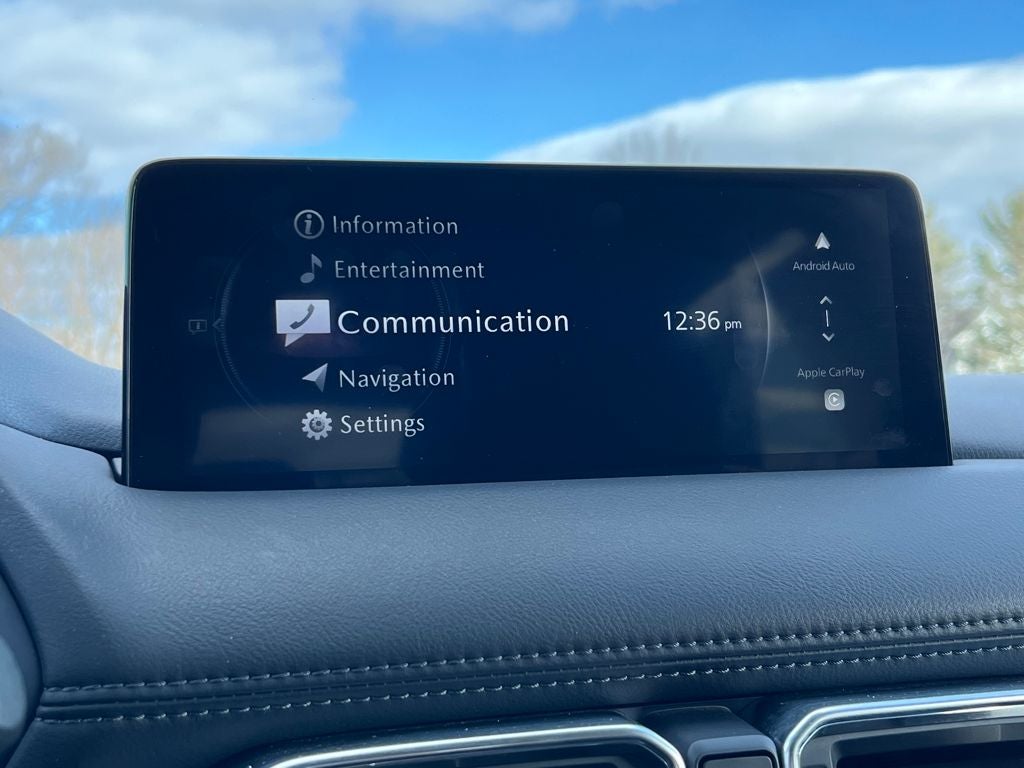 Information
Entertainment
Communication
12:36 pm
Navigation
Settings
Android Auto
Apple CarPlay